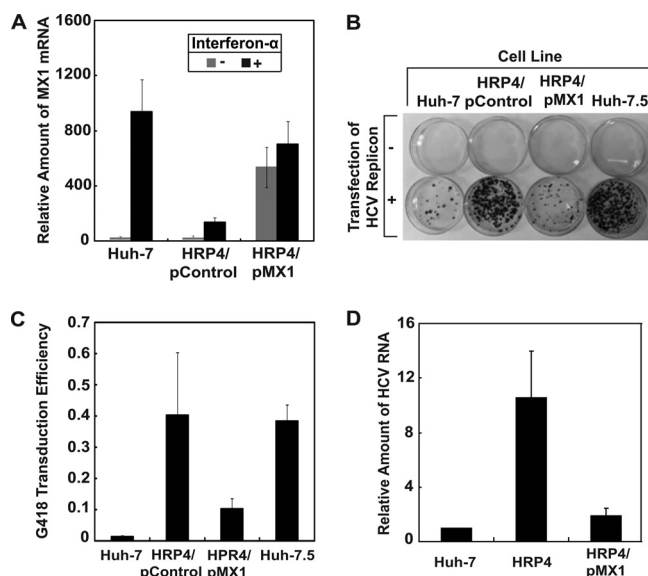 A
Relative Amount of MX1 mRNA
1600
1200
800
400
0
Interferon-α
- +
Huh-7
HRP4/
pControl
HRP4/
pMX1
B
Cell Line
Huh-7
HRP4/
pControl
HRP4/
pMX1
Huh-7.5
Transfection of
HCV Replicon
-
+
C
G418 Transduction Efficiency
0.7
0.6
0.5
0.4
0.3
0.2
0.1
0
Huh-7
HRP4/
pControl
HPR4/
pMX1
Huh-7.5
D
Relative Amount of HCV RNA
16
12
8
4
0
Huh-7
HRP4
HRP4/
pMX1